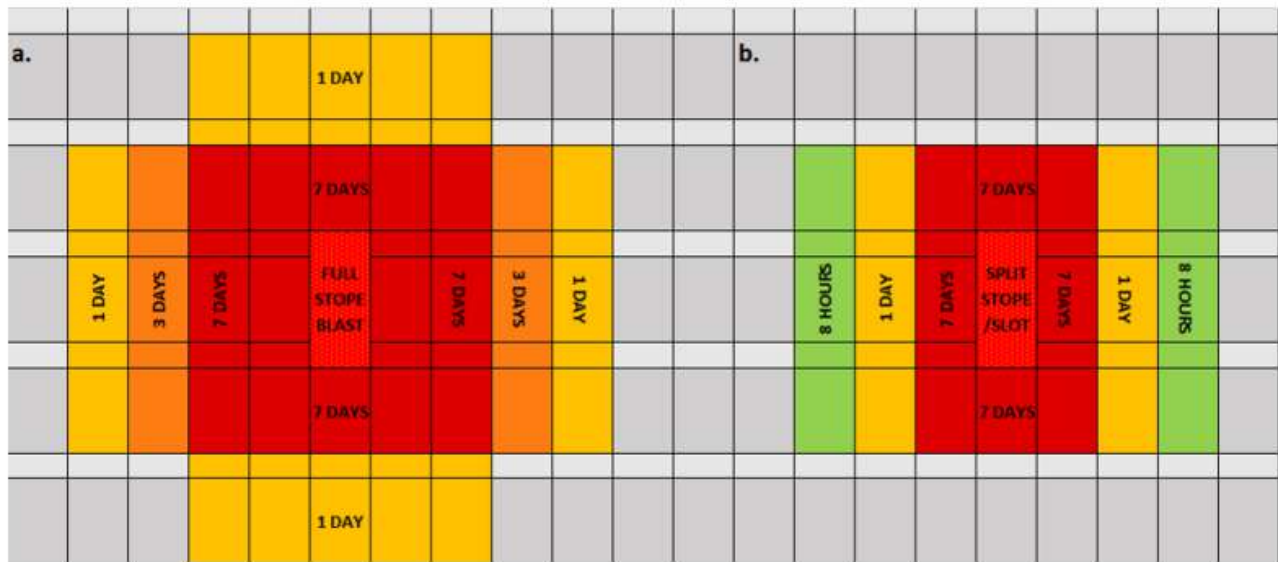 a.
b.
1 DAY
7 DAYS
1 DAY
3 DAYS
7 DAYS
FULL
STOPE
BLAST
7 DAYS
3 DAYS
1 DAY
7 DAYS
1 DAY
7 DAYS
8 HOURS
1 DAY
7 DAYS
SPLIT
STOPE
/SLOT
7 DAYS
1 DAY
8 HOURS
7 DAYS